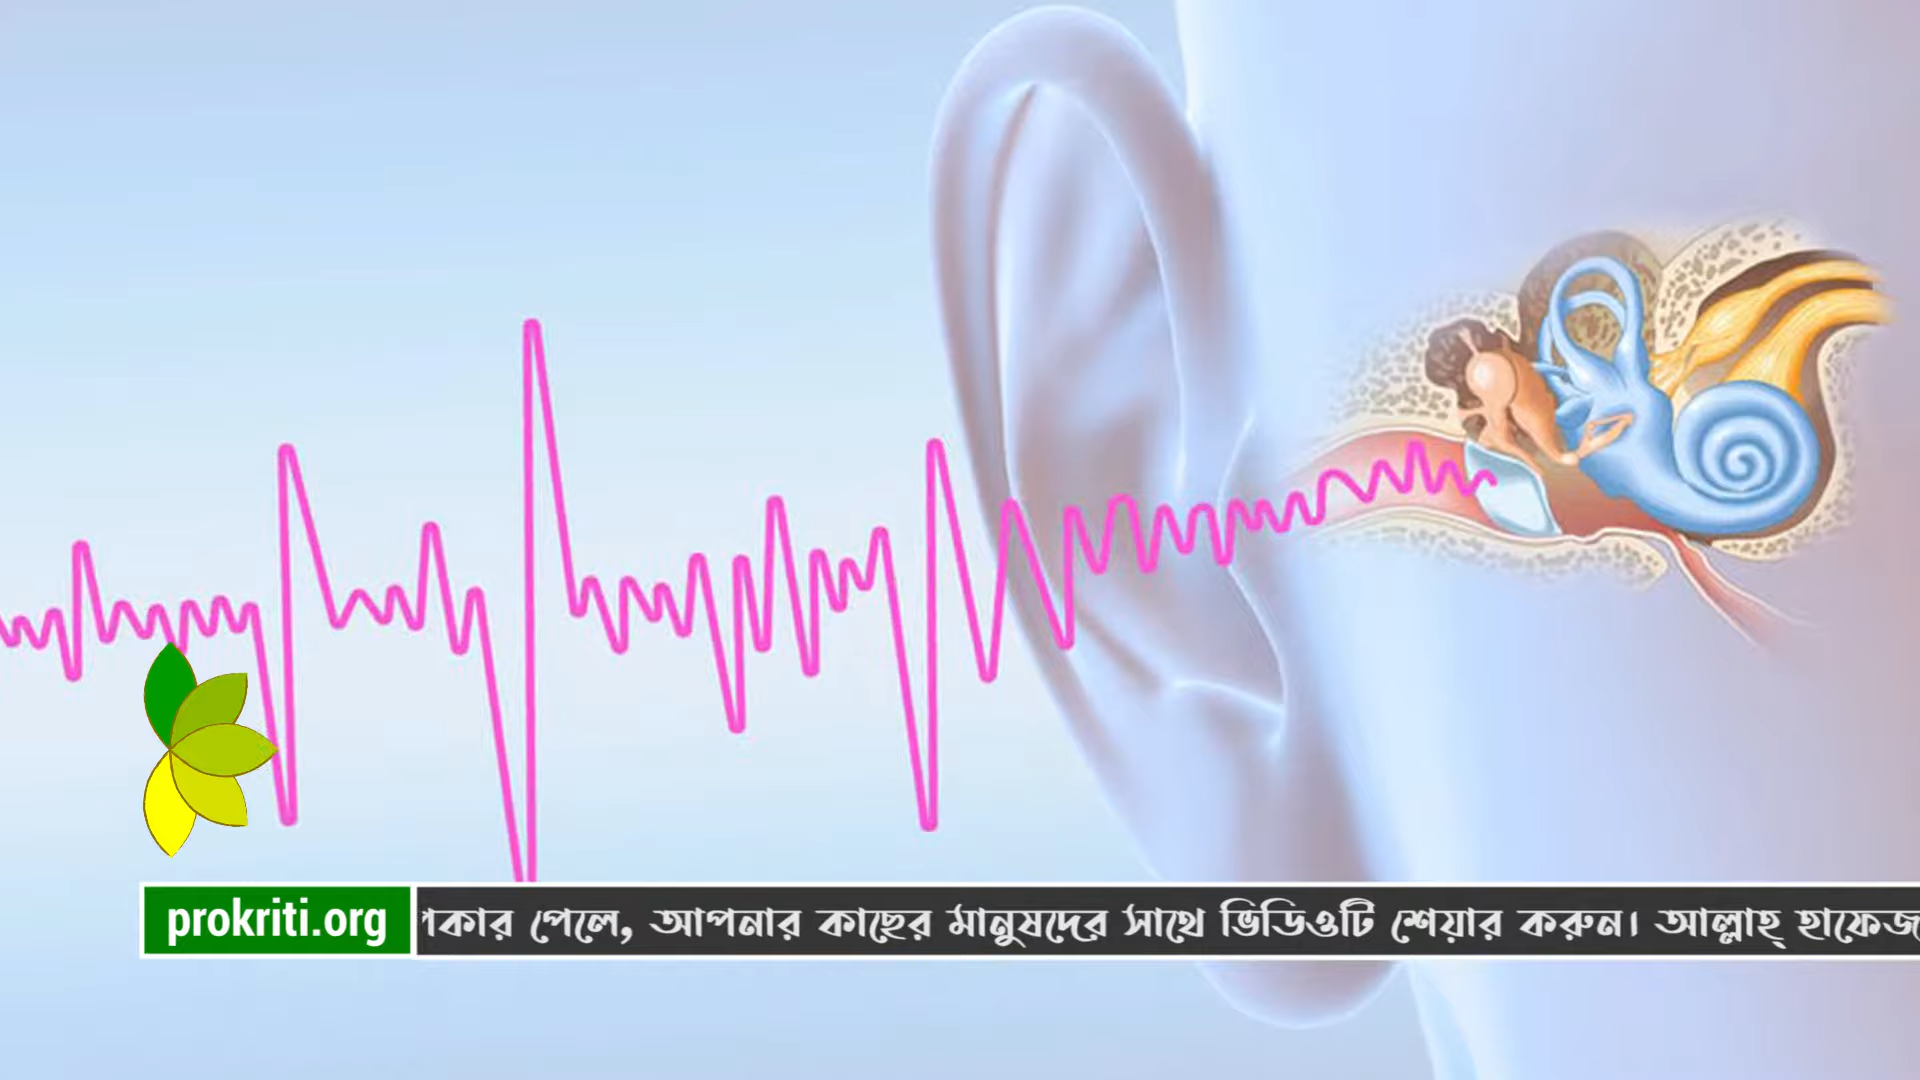 prokriti.org
পেলে, আপনার কাছের মানুষদের সাথে ভিডিওটি শেয়ার করুন। আল্লাহ্ হাফেজ